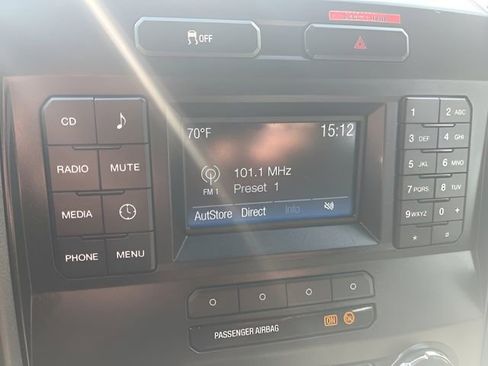 OFF
CD
RADIO MUTE
MEDIA
PHONE MENU
70°F 15:12
101.1 MHz
FM 1 Preset 1
AutoStore Direct Info
1 2 ABC
3 DEF 4 GHI
5 JKL 6 MNO
7 PQRS 8 TUV
9 WXYZ 0 +
* #
PASSENGER AIRBAG ON